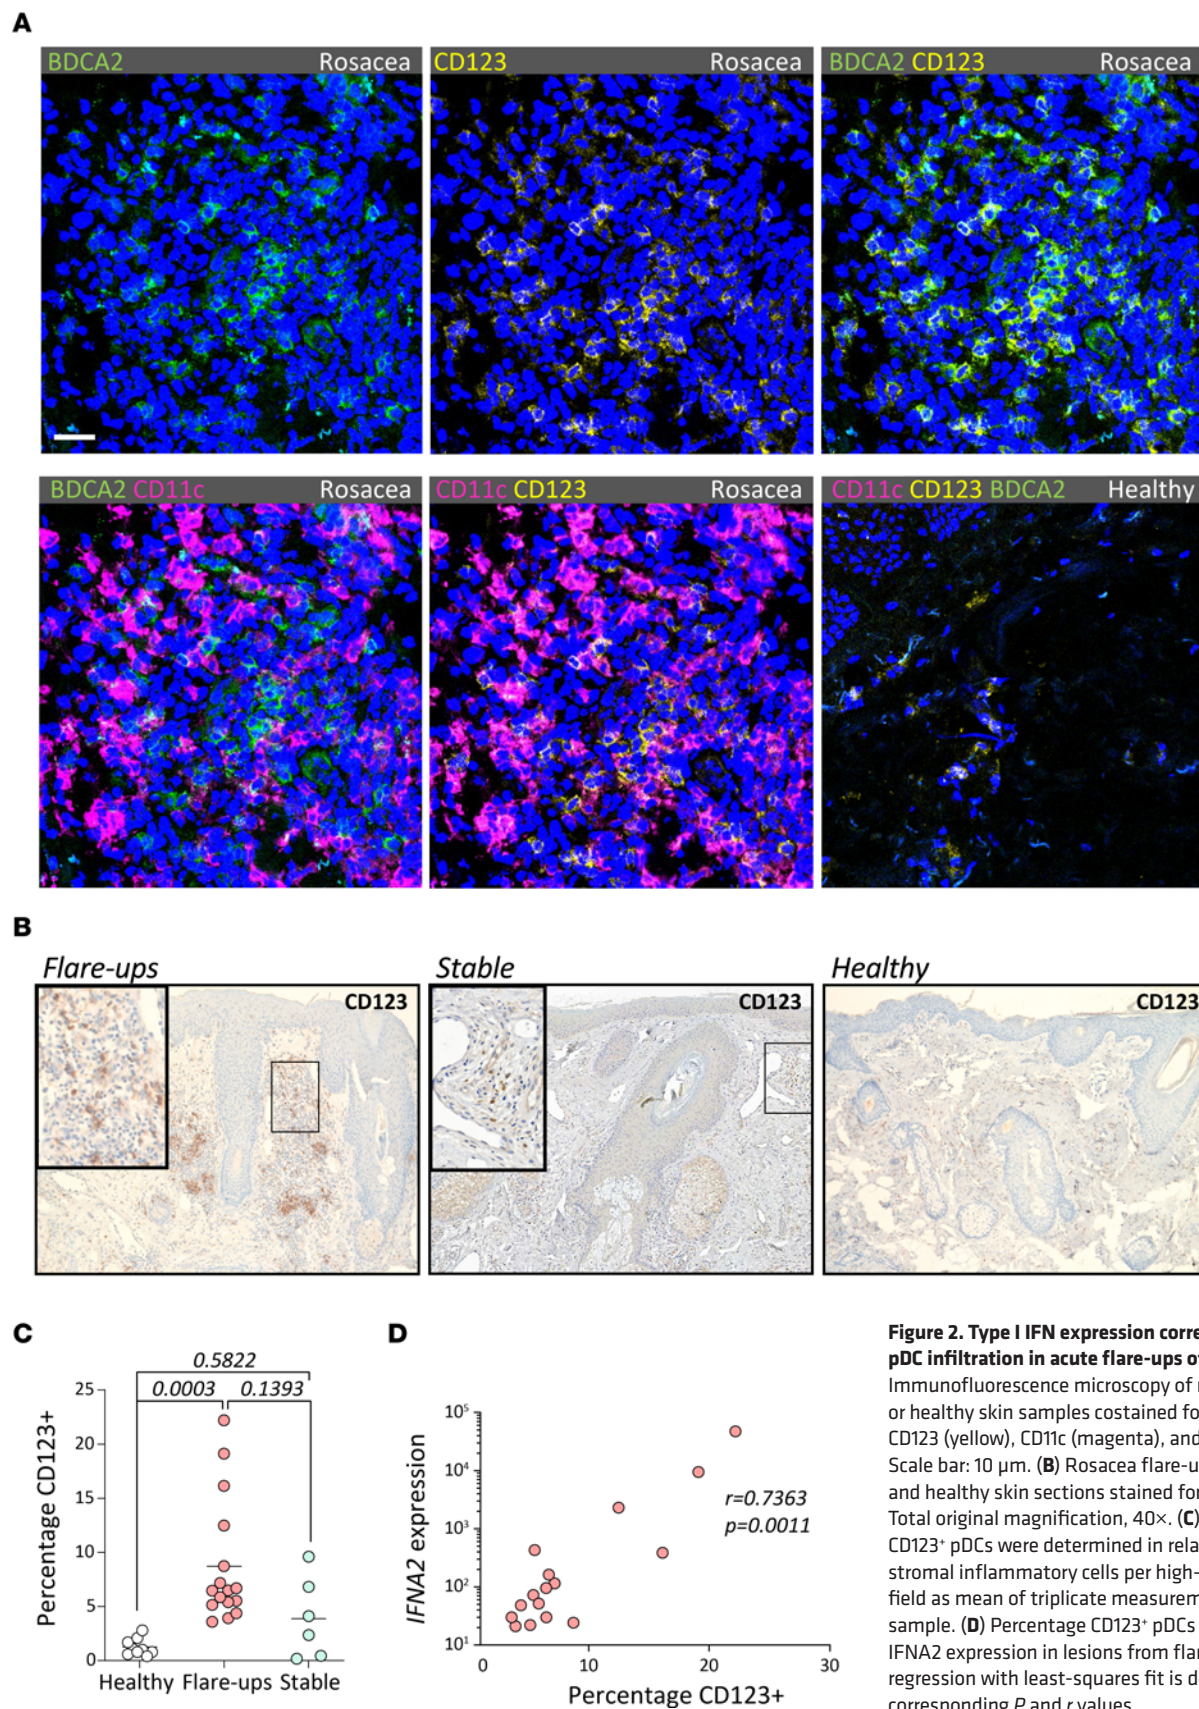 A
BDCA2 Rosacea
CD123 Rosacea
BDCA2 CD123 Rosacea
BDCA2 CD11c Rosacea
CD11c CD123 Rosacea
CD11c CD123 BDCA2 Healthy
B
Flare-ups
Stable
Healthy
CD123
CD123
CD123
C
0.5822
0.0003
0.1393
25
20
15
10
5
0
Percentage CD123+
Healthy Flare-ups Stable
D
10⁵
10⁴
10³
10²
10¹
IFNA2 expression
r=0.7363
p=0.0011
0 10 20 30
Percentage CD123+
Figure 2. Type I IFN expression corre
pDC infiltration in acute flare-ups o
Immunofluorescence microscopy of
or healthy skin samples costained fo
CD123 (yellow), CD11c (magenta), and
Scale bar: 10 μm. (B) Rosacea flare-u
and healthy skin sections stained for
Total original magnification, 40×. (C)
CD123⁺ pDCs were determined in rela
stromal inflammatory cells per high-
field as mean of triplicate measurem
sample. (D) Percentage CD123⁺ pDCs
IFNA2 expression in lesions from flar
regression with least-squares fit is d
corresponding P and r values.